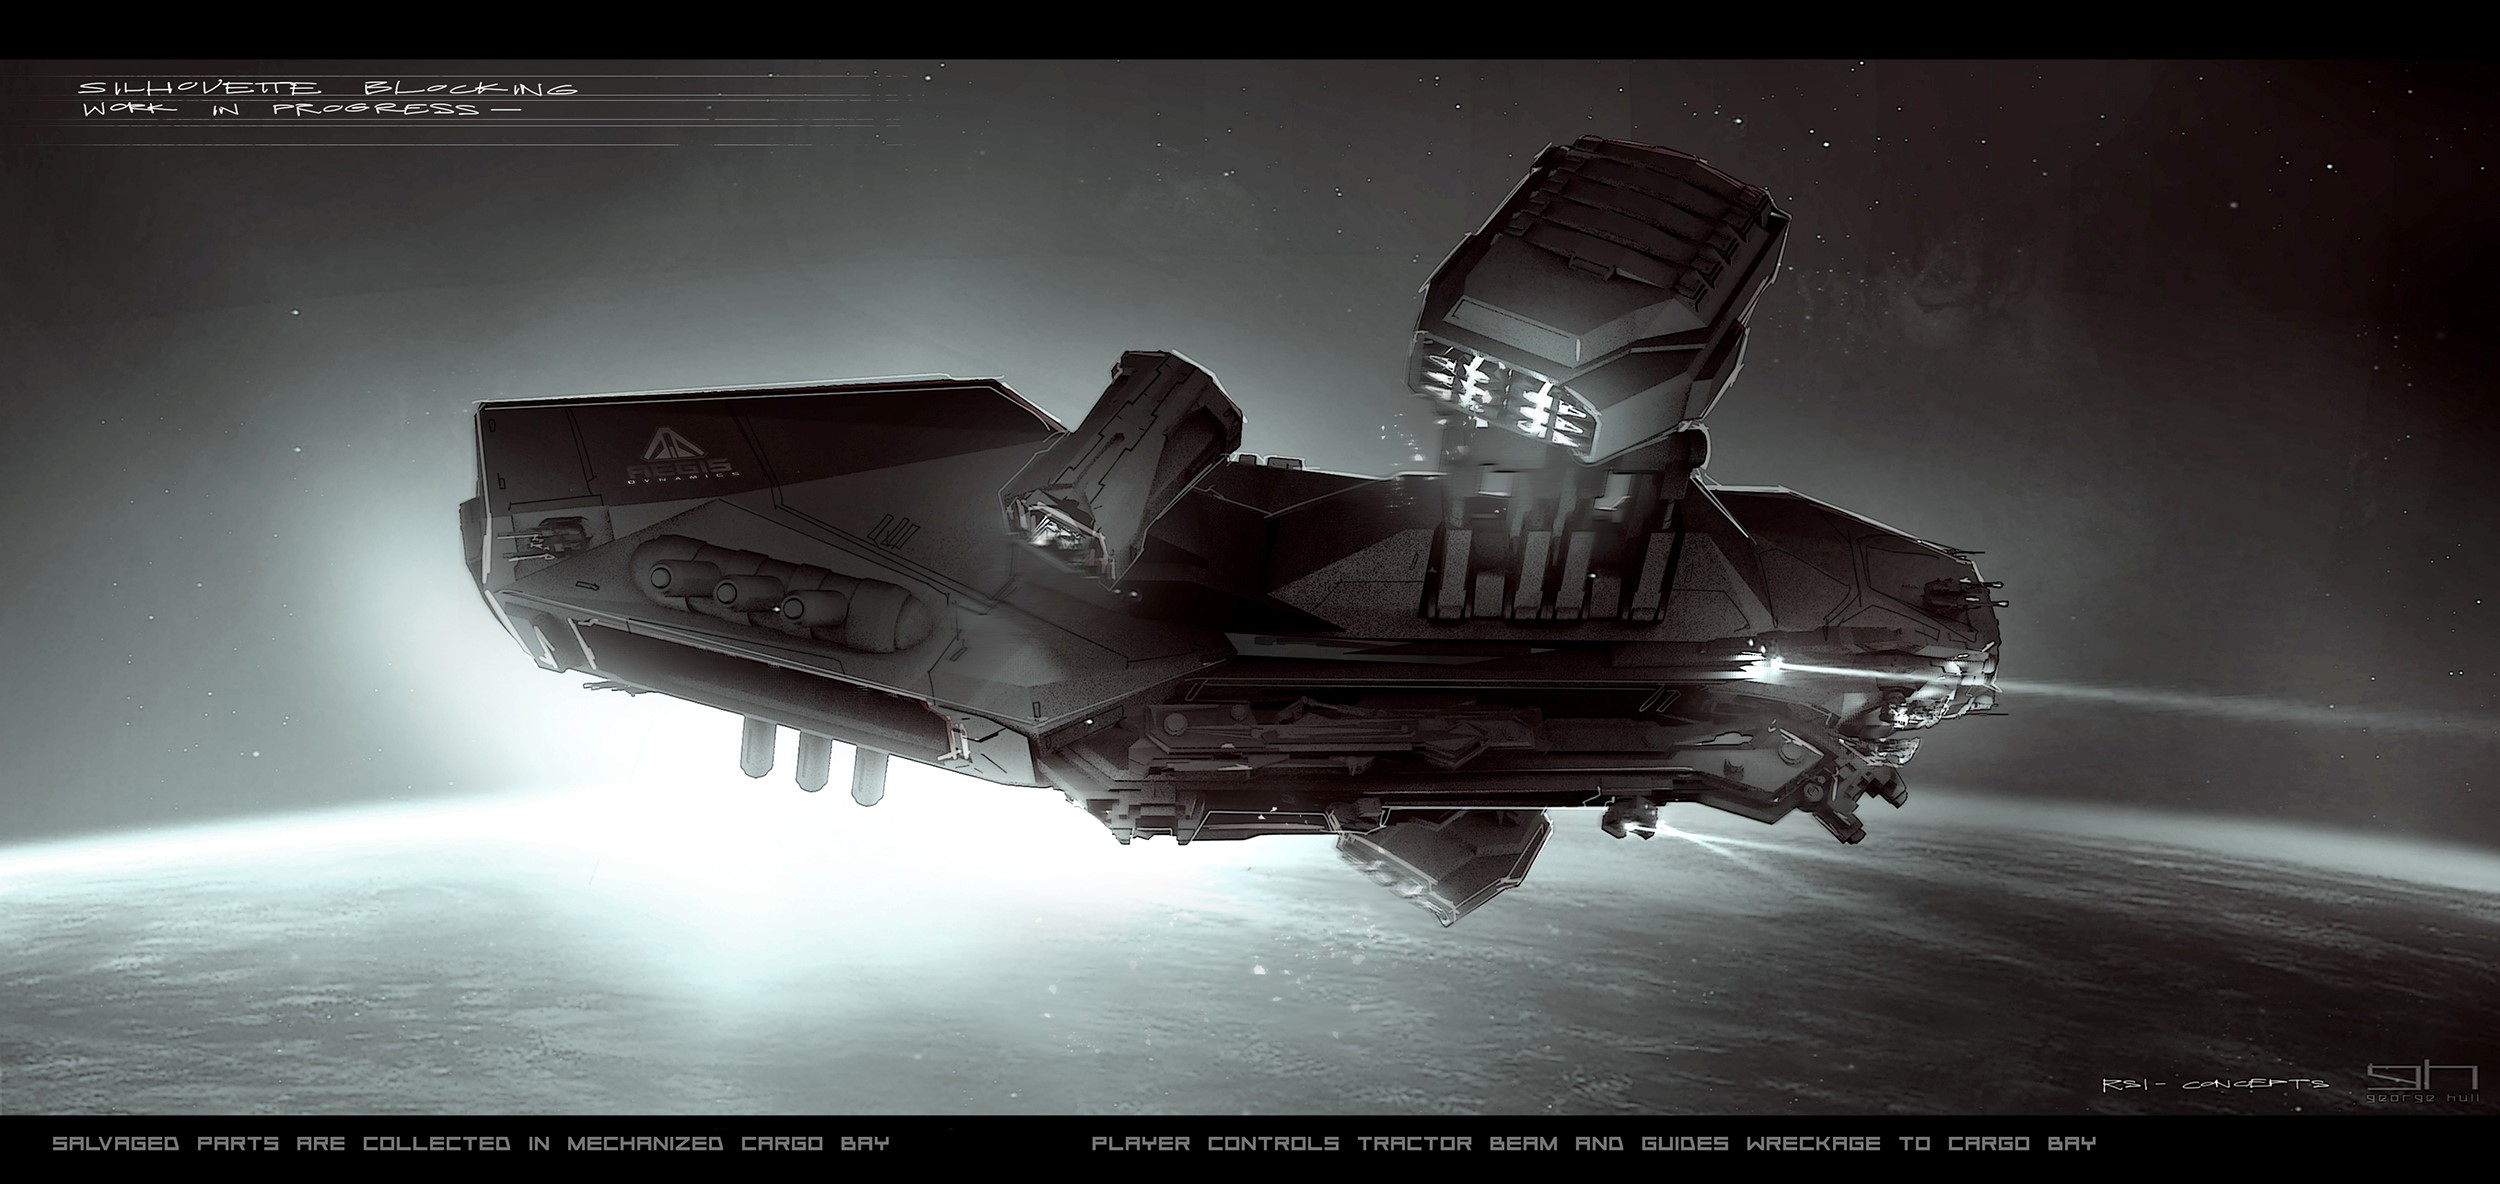 SILHOUETTE BLOCKING
WORK IN PROGRESS —
AEGIS
DYNAMICS
RSI - CONCEPTS
gh
george hull
SALVAGED PARTS ARE COLLECTED IN MECHANIZED CARGO BAY
PLAYER CONTROLS TRACTOR BEAM AND GUIDES WRECKAGE TO CARGO BAY